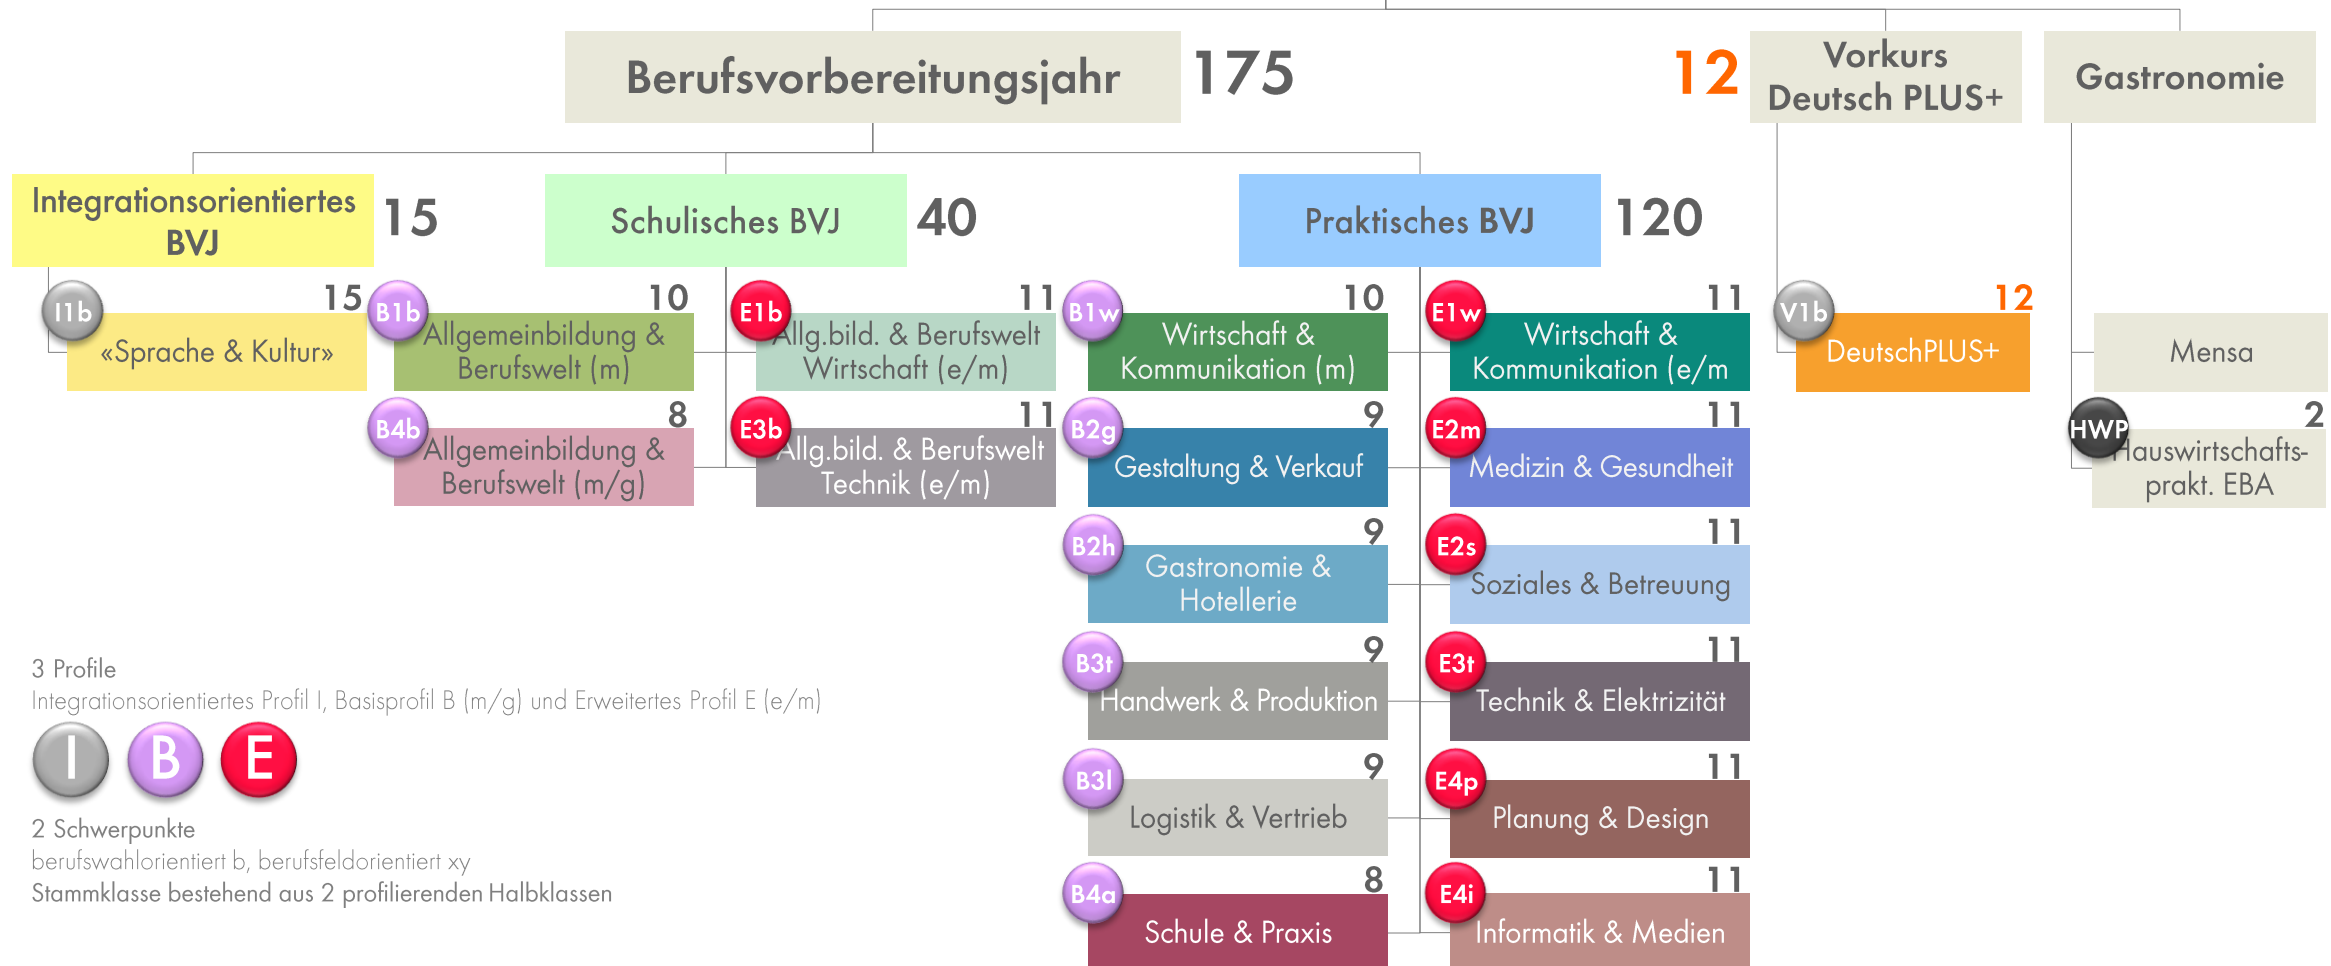 Berufsvorbereitungsjahr
175
12
Vorkurs
Deutsch PLUS+
Gastronomie
Integrationsorientiertes
BVJ
15
Schulisches BVJ
40
Praktisches BVJ
120
I1b
15
«Sprache & Kultur»
B1b
10
Allgemeinbildung &
Berufswelt (m)
E1b
11
Allg.bild. & Berufswelt
Wirtschaft (e/m)
B1w
10
Wirtschaft &
Kommunikation (m)
E1w
11
Wirtschaft &
Kommunikation (e/m
V1b
12
DeutschPLUS+
Mensa
B4b
8
Allgemeinbildung &
Berufswelt (m/g)
E3b
11
Allg.bild. & Berufswelt
Technik (e/m)
B2g
9
Gestaltung & Verkauf
E2m
11
Medizin & Gesundheit
HWP
2
Hauswirtschafts-
prakt. EBA
B2h
9
Gastronomie &
Hotellerie
E2s
11
Soziales & Betreuung
B3t
9
Handwerk & Produktion
E3t
11
Technik & Elektrizität
B3l
9
Logistik & Vertrieb
E4p
11
Planung & Design
B4a
8
Schule & Praxis
E4i
11
Informatik & Medien
3 Profile
Integrationsorientiertes Profil I, Basisprofil B (m/g) und Erweitertes Profil E (e/m)
I B E
2 Schwerpunkte
berufswahlorientiert b, berufsfeldorientiert xy
Stammklasse bestehend aus 2 profilierenden Halbklassen